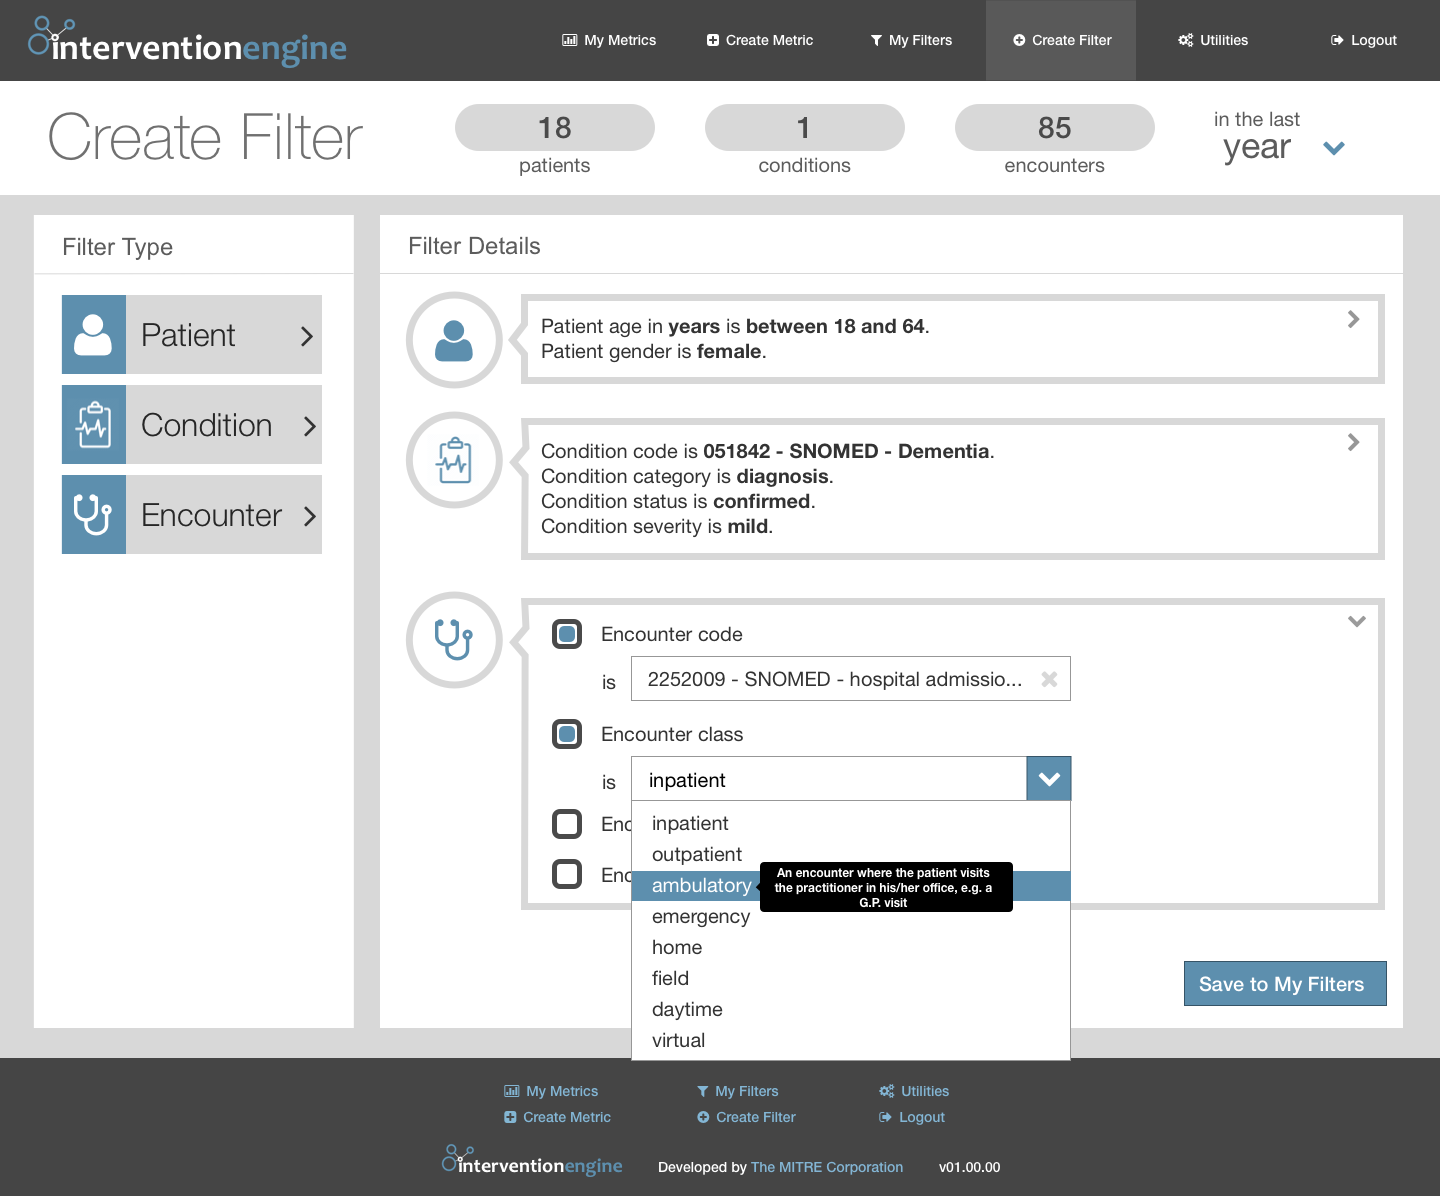 interventionengine
My Metrics
Create Metric
My Filters
Create Filter
Utilities
Logout
Create Filter
18
patients
1
conditions
85
encounters
in the last
year
Filter Type
Patient
Condition
Encounter
Filter Details
Patient age in years is between 18 and 64.
Patient gender is female.
Condition code is 051842 - SNOMED - Dementia.
Condition category is diagnosis.
Condition status is confirmed.
Condition severity is mild.
Encounter code
is 2252009 - SNOMED - hospital admissio...
Encounter class
is inpatient
inpatient
outpatient
ambulatory
An encounter where the patient visits
the practitioner in his/her office, e.g. a
G.P. visit
emergency
home
field
daytime
virtual
Save to My Filters
My Metrics
My Filters
Utilities
Create Metric
Create Filter
Logout
interventionengine
Developed by The MITRE Corporation
v01.00.00